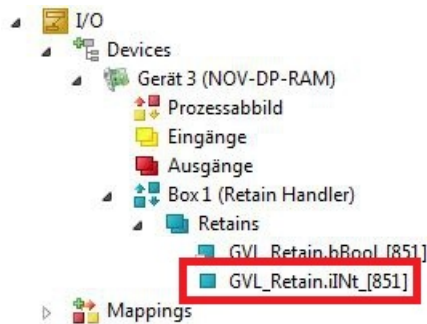 I/O
Devices
Gerät 3 (NOV-DP-RAM)
Prozessabbild
Eingänge
Ausgänge
Box 1 (Retain Handler)
Retains
GVL_Retain.bBool_[851]
GVL_Retain.iINt_[851]
Mappings